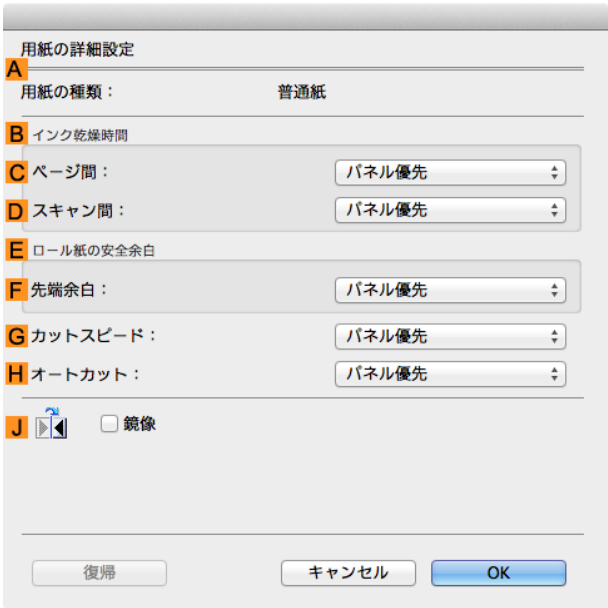 用紙の詳細設定
A
用紙の種類： 普通紙
B インク乾燥時間
C ページ間： パネル優先
D スキャン間： パネル優先
E ロール紙の安全余白
F 先端余白： パネル優先
G カットスピード： パネル優先
H オートカット： パネル優先
J 鏡像
復帰 キャンセル OK